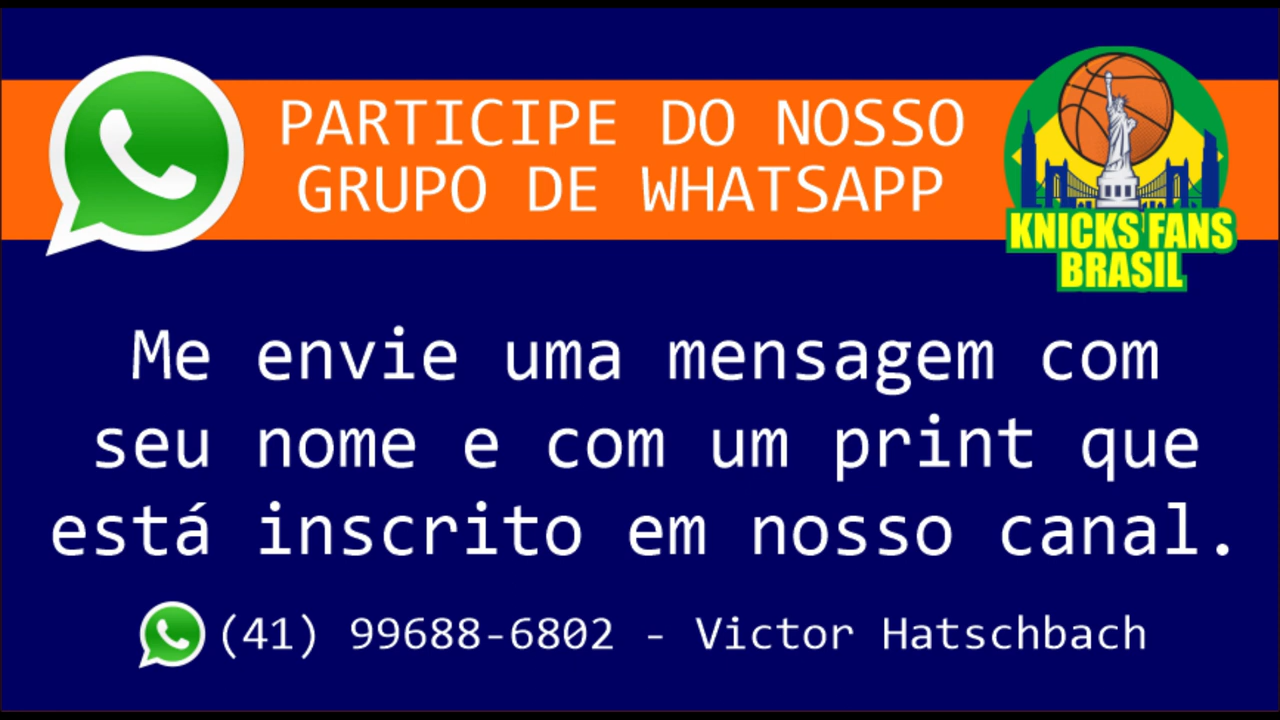 PARTICIPE DO NOSSO
GRUPO DE WHATSAPP
KNICKS FANS
BRASIL
Me envie uma mensagem com
seu nome e com um print que
está inscrito em nosso canal.
(41) 99688-6802 - Victor Hatschbach